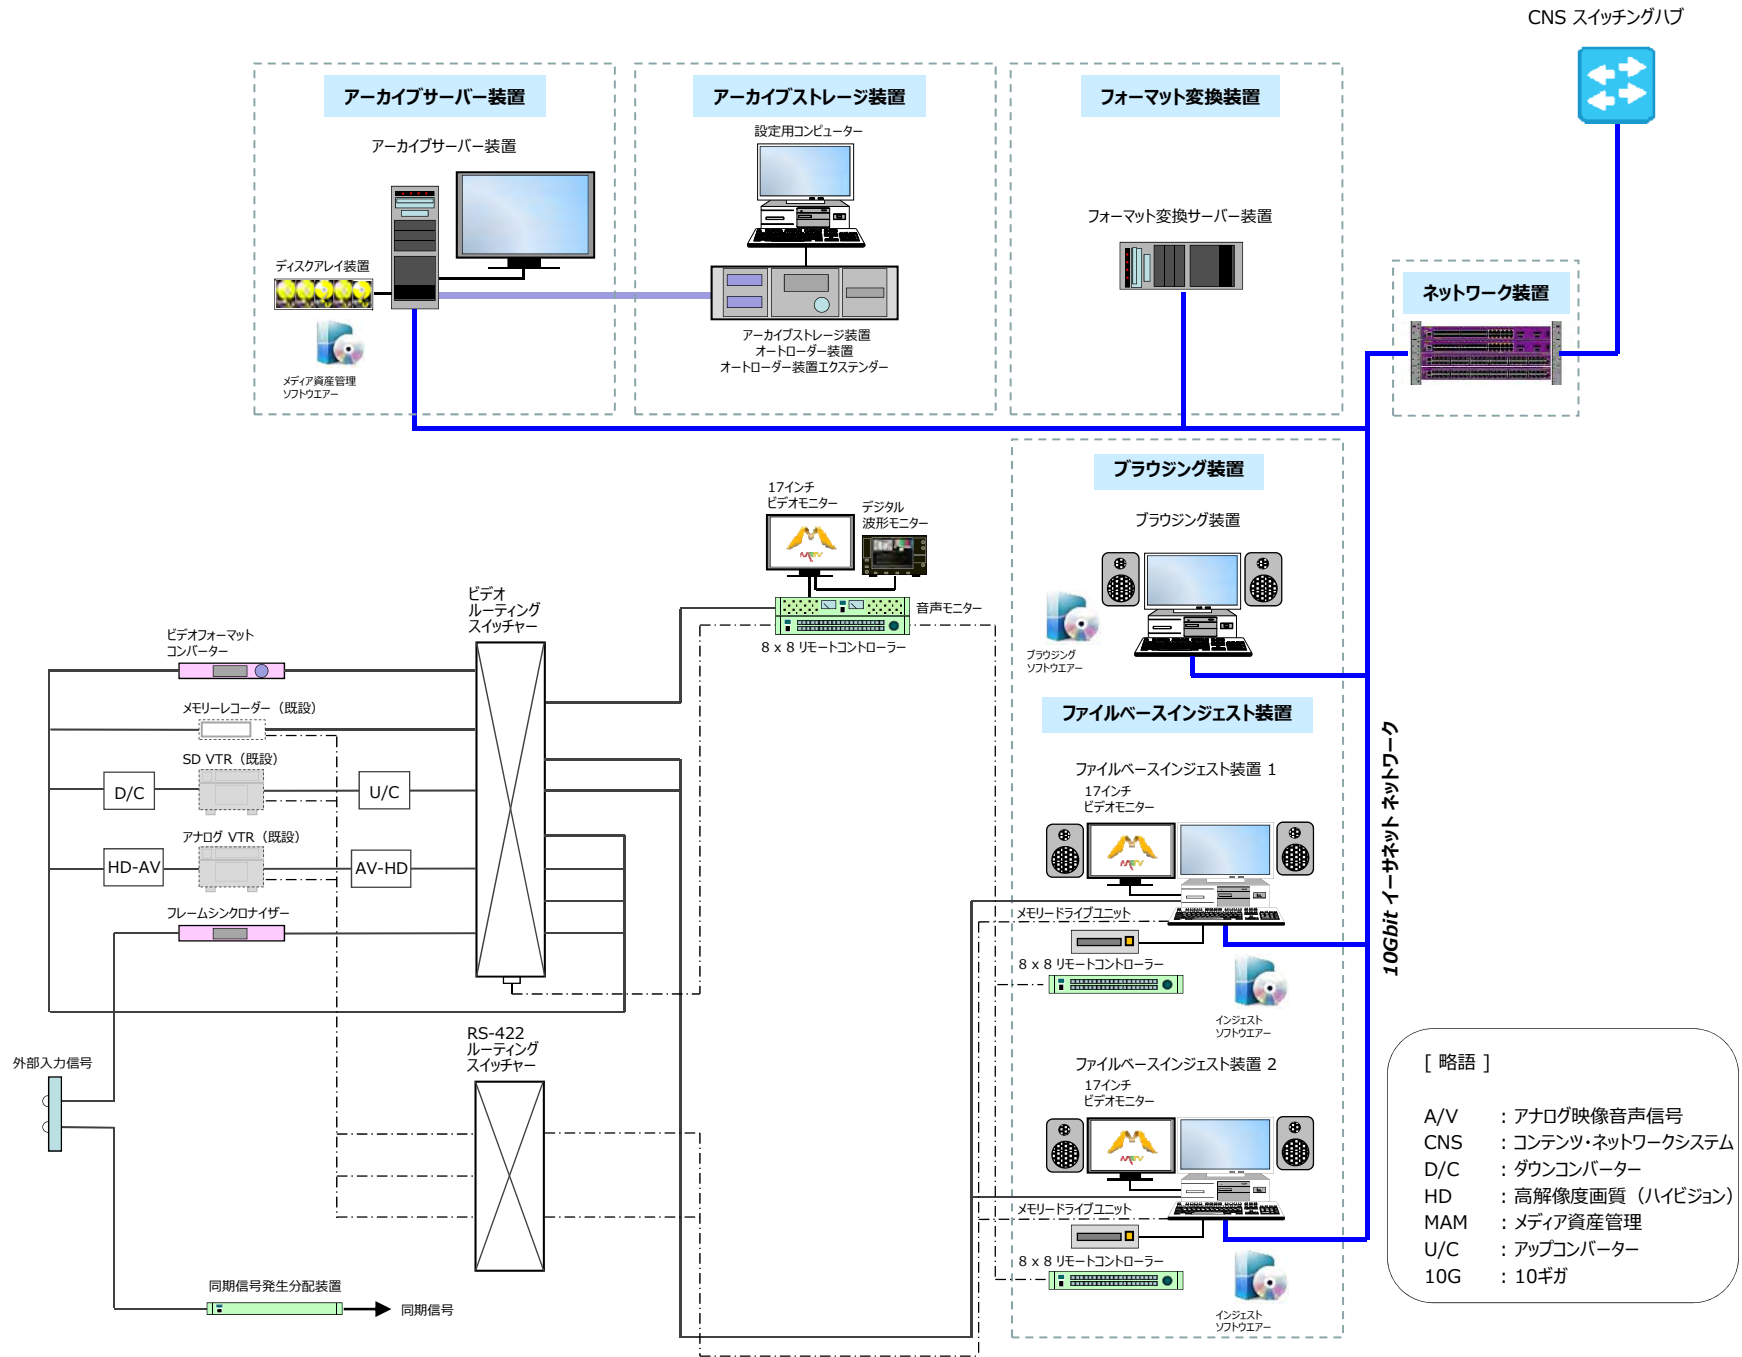 CNS スイッチングハブ
アーカイブサーバー装置
アーカイブサーバー装置
ディスクアレイ装置
メディア資産管理
ソフトウエアー
アーカイブストレージ装置
設定用コンピューター
アーカイブストレージ装置
オートローダー装置
オートローダー装置エクステンダー
フォーマット変換装置
フォーマット変換サーバー装置
ネットワーク装置
ブラウジング装置
ブラウジング装置
ブラウジング
ソフトウエアー
17インチ
ビデオモニター
デジタル
波形モニター
音声モニター
8 x 8 リモートコントローラー
ビデオ
ルーティング
スイッチャー
ビデオフォーマット
コンバーター
メモリーレコーダー（既設）
SD VTR（既設）
D/C
U/C
アナログ VTR（既設）
HD-AV
AV-HD
フレームシンクロナイザー
ファイルベースインジェスト装置
ファイルベースインジェスト装置 1
17インチ
ビデオモニター
メモリードライブユニット
8 x 8 リモートコントローラー
インジェスト
ソフトウエアー
10Gbit イーサネット ネットワーク
RS-422
ルーティング
スイッチャー
外部入力信号
ファイルベースインジェスト装置 2
17インチ
ビデオモニター
メモリードライブユニット
8 x 8 リモートコントローラー
インジェスト
ソフトウエアー
同期信号発生分配装置
同期信号
[ 略語 ]
A/V : アナログ映像音声信号
CNS : コンテンツ・ネットワークシステム
D/C : ダウンコンバーター
HD : 高解像度画質（ハイビジョン）
MAM : メディア資産管理
U/C : アップコンバーター
10G : 10ギガ